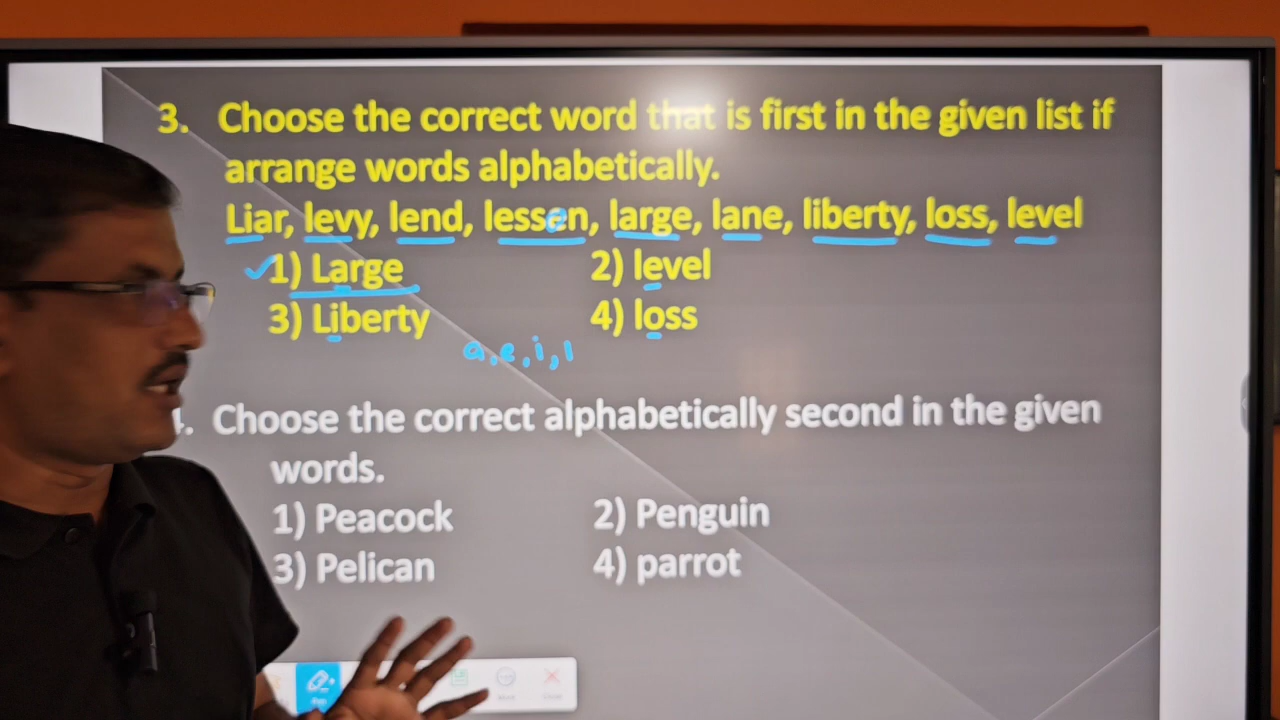 3. Choose the correct word that is first in the given list if
arrange words alphabetically.
Liar, levy, lend, lessen, large, lane, liberty, loss, level
1) Large 2) level
3) Liberty 4) loss
a, e, i, l
4. Choose the correct alphabetically second in the given
words.
1) Peacock 2) Penguin
3) Pelican 4) parrot